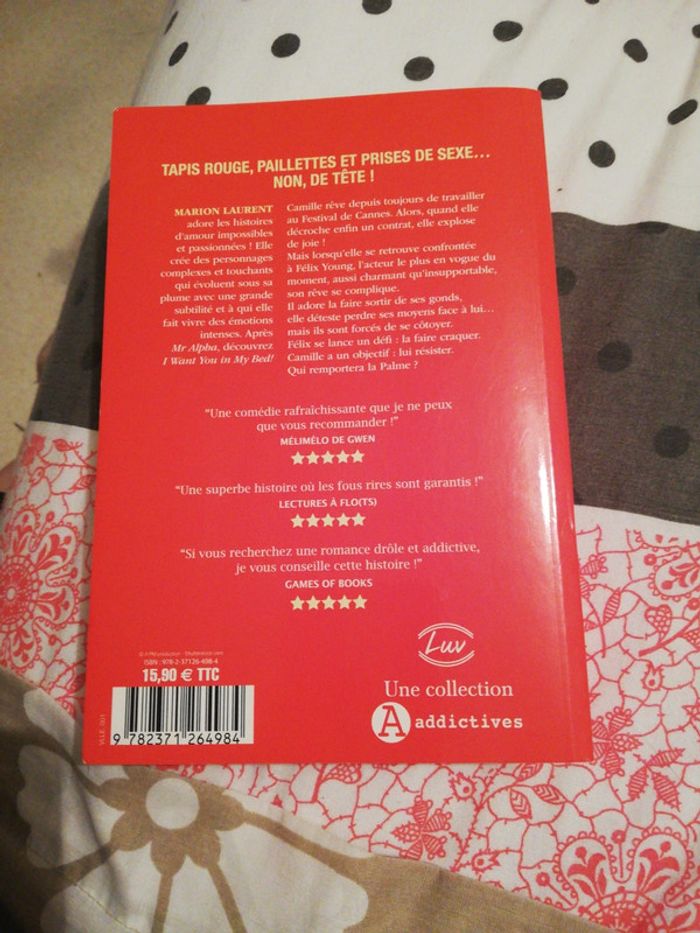 TAPIS ROUGE, PAILLETTES ET PRISES DE SEXE...
NON, DE TÊTE !
MARION LAURENT
adore les histoires
d'amour impossibles
et passionnées ! Elle
crée des personnages
complexes et touchants
qui évoluent sous sa
plume avec une grande
subtilité et à qui elle
fait vivre des émotions
intenses. Après
Mr Alpha, découvrez
I Want You in My Bed!
Camille rêve depuis toujours de travailler
au Festival de Cannes. Alors, quand elle
décroche enfin un contrat, elle explose
de joie !
Mais lorsqu'elle se retrouve confrontée
à Félix Young, l'acteur le plus en vogue du
moment, aussi charmant qu'insupportable,
son rêve se complique.
Il adore la faire sortir de ses gonds,
elle déteste perdre ses moyens face à lui...
mais ils sont forcés de se côtoyer.
Félix se lance un défi : la faire craquer.
Camille a un objectif : lui résister.
Qui remportera la Palme ?
"Une comédie rafraîchissante que je ne peux
que vous recommander !"
MÉLIMÉLO DE GWEN
"Une superbe histoire où les fous rires sont garantis !"
LECTURES À FLO(TS)
"Si vous recherchez une romance drôle et addictive,
je vous conseille cette histoire !"
GAMES OF BOOKS
Luv
Une collection
A addictives
ISBN : 978-2-37126-498-4
15,90 € TTC
9 782371 264984
VLLE. 001